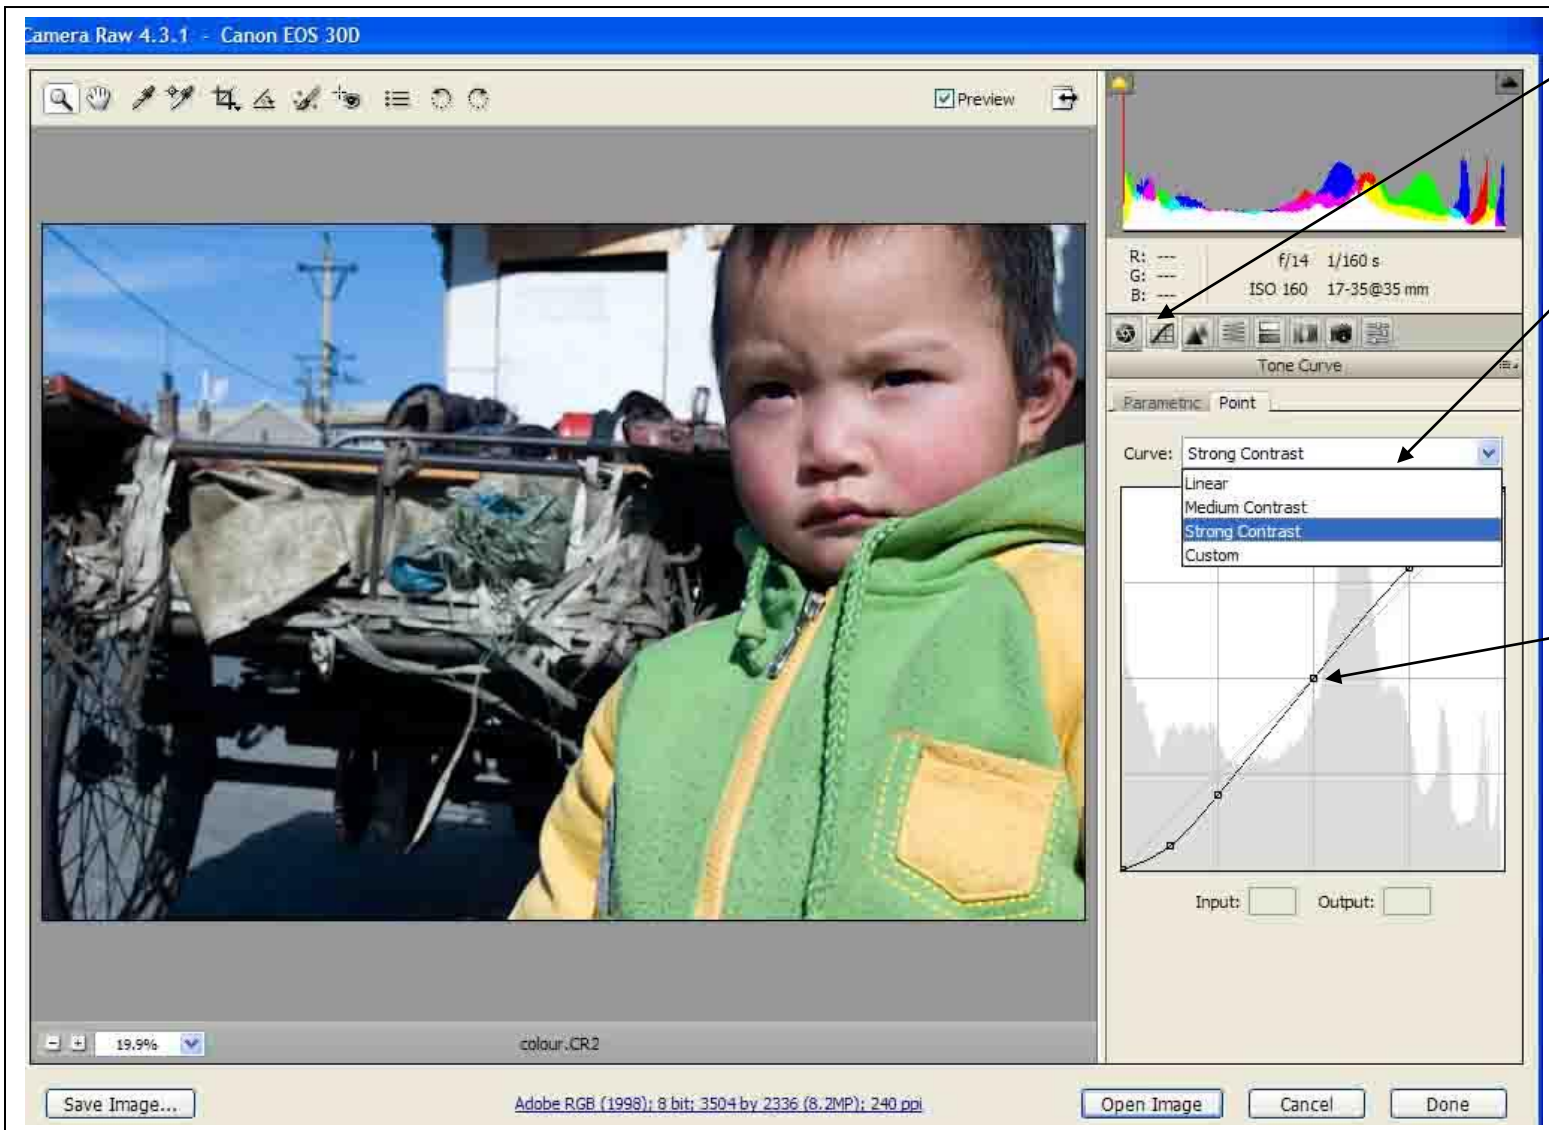 Camera Raw 4.3.1 - Canon EOS 30D
Preview
R: ---
G: ---
B: ---
f/14 1/160 s
ISO 160 17-35@35 mm
Tone Curve
Parametric Point
Curve: Strong Contrast
Linear
Medium Contrast
Strong Contrast
Custom
Input: Output:
19.9% colour.CR2
Save Image... Adobe RGB (1998); 8 bit; 3504 by 2336 (8.2MP); 240 ppi Open Image Cancel Done